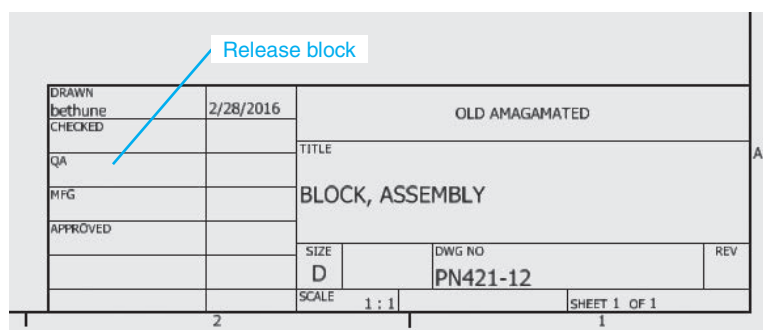 Release block
DRAWN
bethune 2/28/2016
CHECKED
QA
MFG
APPROVED
OLD AMAGAMATED
TITLE
BLOCK, ASSEMBLY
SIZE
D
DWG NO
PN421-12
REV
SCALE 1 : 1
SHEET 1 OF 1
A
2 1